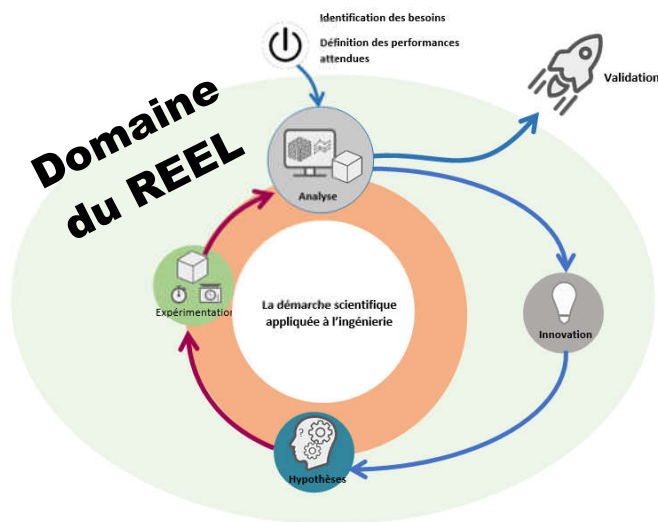 Identification des besoins
Définition des performances
attendues
Validation
Domaine
du REEL
Analyse
Expérimentation
La démarche scientifique
appliquée à l'ingénierie
Innovation
?
Hypothèses